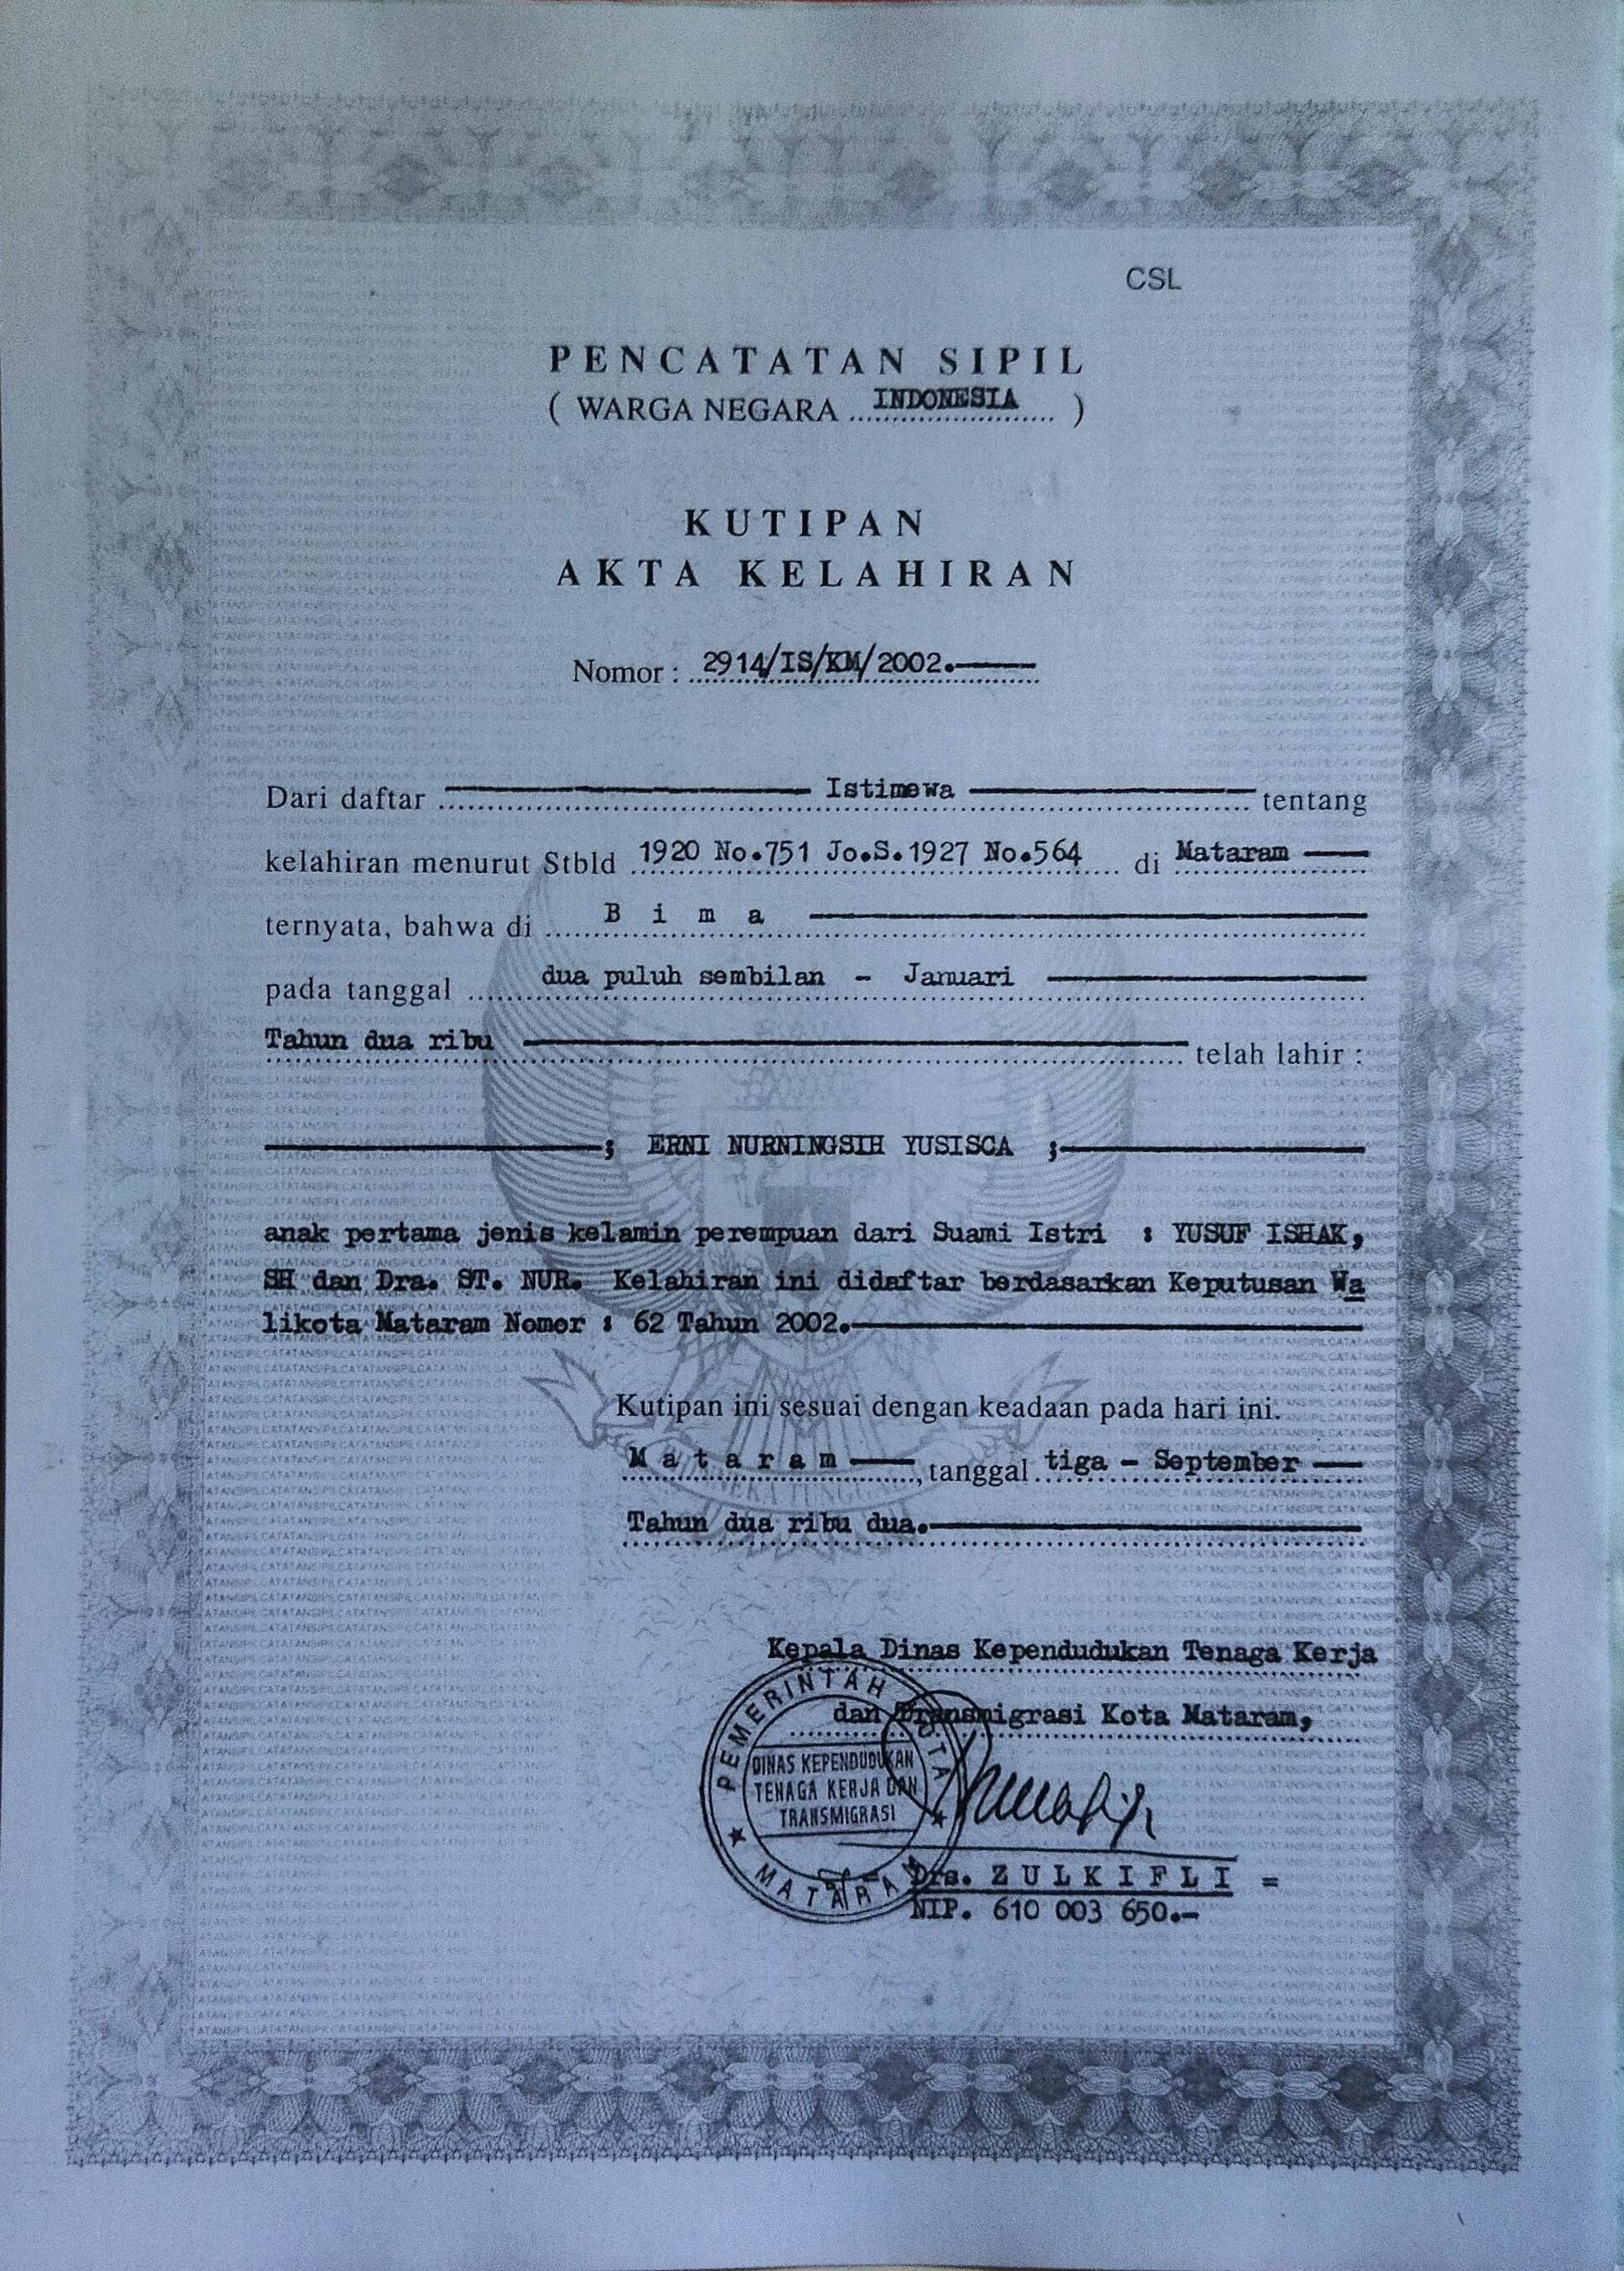 CSL
PENCATATAN SIPIL
( WARGA NEGARA INDONESIA )
KUTIPAN
AKTA KELAHIRAN
Nomor : 2914/IS/KM/2002.
Dari daftar Istimewa tentang
kelahiran menurut Stbld 1920 No.751 Jo.S.1927 No.564 di Mataram
ternyata, bahwa di B i m a
pada tanggal dua puluh sembilan - Januari
Tahun dua ribu telah lahir :
; ERNI NURNINGSIH YUSISCA ;
anak pertama jenis kelamin perempuan dari Suami Istri : YUSUF ISHAK,
SH dan Dra. ST. NUR. Kelahiran ini didaftar berdasarkan Keputusan Wa
likota Mataram Nomor : 62 Tahun 2002.
Kutipan ini sesuai dengan keadaan pada hari ini.
M a t a r a m , tanggal tiga - September
Tahun dua ribu dua.
Kepala Dinas Kependudukan Tenaga Kerja
dan Transmigrasi Kota Mataram,
PEMERINTAH KOTA
DINAS KEPENDUDUKAN
TENAGA KERJA DAN
TRANSMIGRASI
MATARAM
Drs. Z U L K I F L I =
NIP. 610 003 650.-